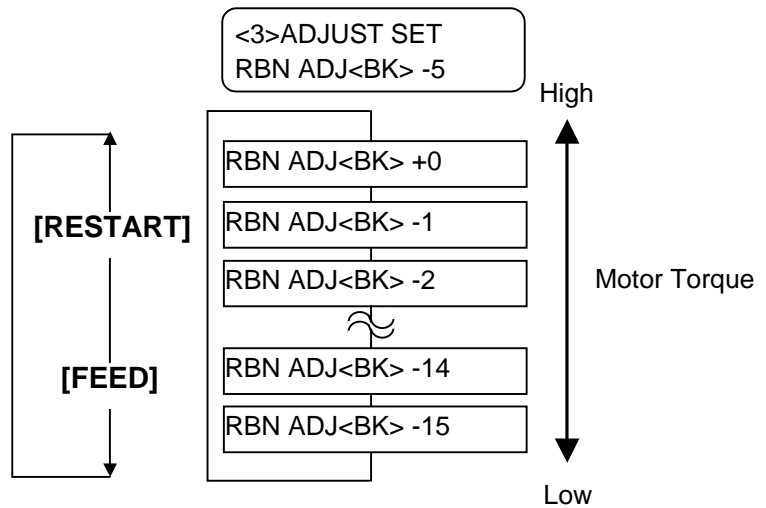 <3>ADJUST SET
RBN ADJ<BK> -5
High
RBN ADJ<BK> +0
[RESTART]
RBN ADJ<BK> -1
RBN ADJ<BK> -2
Motor Torque
[FEED]
RBN ADJ<BK> -14
RBN ADJ<BK> -15
Low